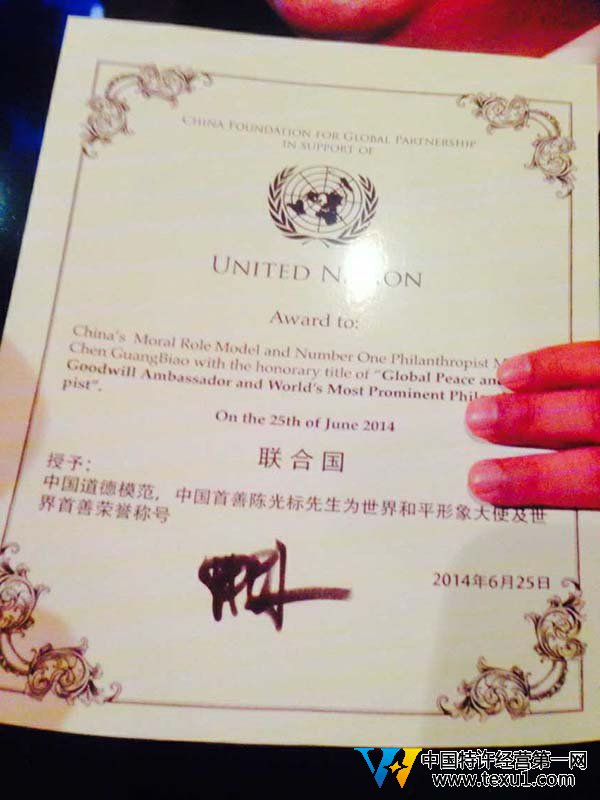 CHINA FOUNDATION FOR GLOBAL PARTNERSHIP
IN SUPPORT OF
UNITED NATION
Award to:
China's Moral Role Model and Number One Philanthropist
Chen GuangBiao with the honorary title of "Global Peace and
Goodwill Ambassador and World's Most Prominent
pist".
On the 25th of June 2014
联合国
授予：
中国道德模范，中国首善陈光标先生为世界和平形象大使及世
界首善荣誉称号
2014年6月25日
中国特许经营第一网
www.texu1.com